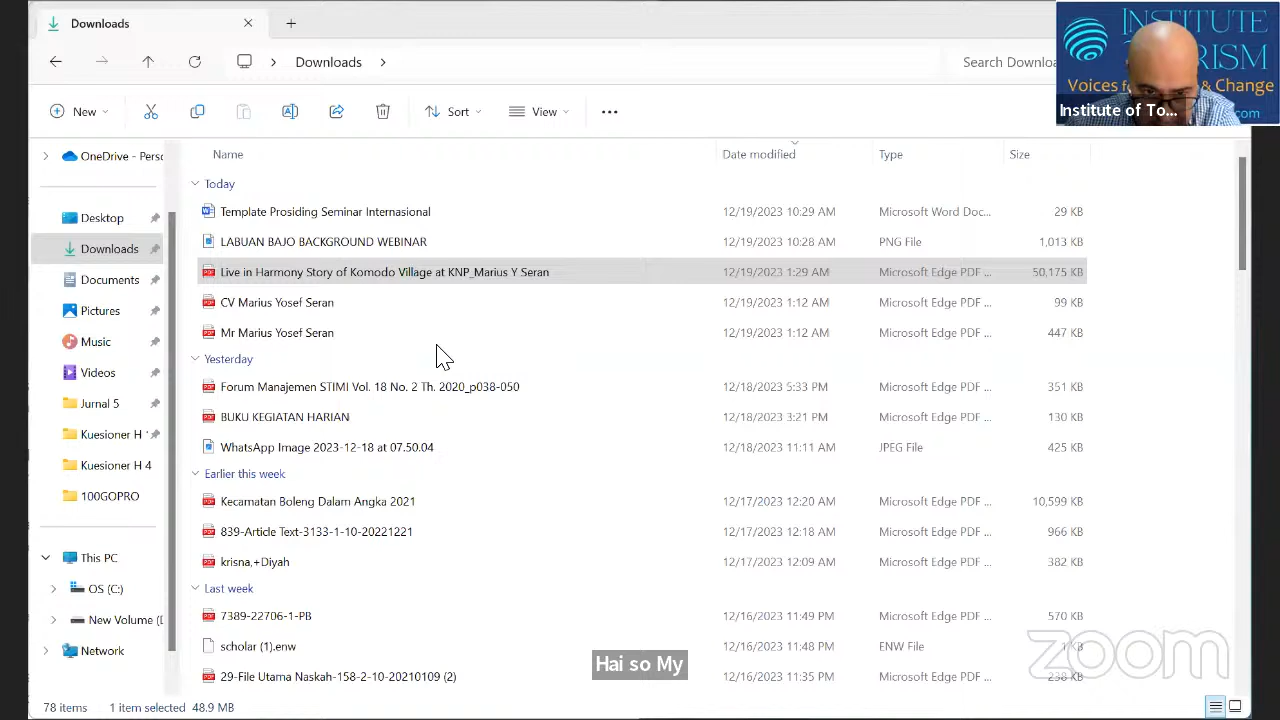 Downloads
Downloads
Search Downloa
New
Sort
View
Name Date modified Type Size
OneDrive - Perso
Desktop
Downloads
Documents
Pictures
Music
Videos
Jurnal 5
Kuesioner H
Kuesioner H 4
100GOPRO
This PC
OS (C:)
New Volume (D
Network
Today
Template Prosiding Seminar Internasional 12/19/2023 10:29 AM Microsoft Word Doc... 29 KB
LABUAN BAJO BACKGROUND WEBINAR 12/19/2023 10:28 AM PNG File 1,013 KB
Live in Harmony Story of Komodo Village at KNP_Marius Y Seran 12/19/2023 1:29 AM Microsoft Edge PDF ... 50,175 KB
CV Marius Yosef Seran 12/19/2023 1:12 AM Microsoft Edge PDF ... 99 KB
Mr Marius Yosef Seran 12/19/2023 1:12 AM Microsoft Edge PDF ... 447 KB
Yesterday
Forum Manajemen STIMI Vol. 18 No. 2 Th. 2020_p038-050 12/18/2023 5:33 PM Microsoft Edge PDF ... 351 KB
BUKU KEGIATAN HARIAN 12/18/2023 3:21 PM Microsoft Edge PDF ... 130 KB
WhatsApp Image 2023-12-18 at 07.50.04 12/18/2023 11:11 AM JPEG File 425 KB
Earlier this week
Kecamatan Boleng Dalam Angka 2021 12/17/2023 12:20 AM Microsoft Edge PDF ... 10,599 KB
839-Article Text-3133-1-10-20221221 12/17/2023 12:18 AM Microsoft Edge PDF ... 966 KB
krisna,+Diyah 12/17/2023 12:09 AM Microsoft Edge PDF ... 382 KB
Last week
7389-22706-1-PB 12/16/2023 11:49 PM Microsoft Edge PDF ... 570 KB
scholar (1).enw 12/16/2023 11:48 PM ENW File 1 KB
29-File Utama Naskah-158-2-10-20210109 (2) 12/16/2023 11:35 PM Microsoft Edge PDF ... 238 KB
78 items 1 item selected 48.9 MB
INSTITUTE
RISM
Voices & Change
.com
Institute of To...
Hai so My
zoom